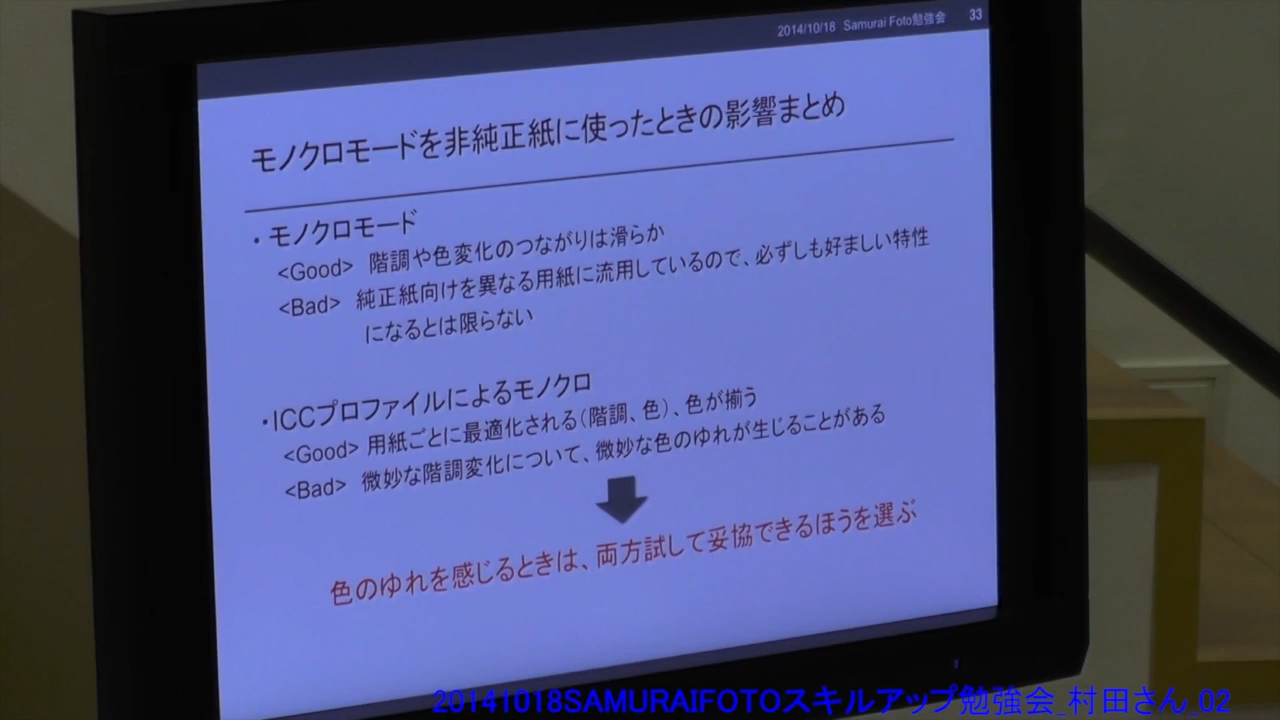 2014/10/18 Samurai Foto勉強会 33
モノクロモードを非純正紙に使ったときの影響まとめ
・モノクロモード
<Good> 階調や色変化のつながりは滑らか
<Bad> 純正紙向けを異なる用紙に流用しているので、必ずしも好ましい特性
になるとは限らない
・ICCプロファイルによるモノクロ
<Good> 用紙ごとに最適化される(階調、色)、色が揃う
<Bad> 微妙な階調変化について、微妙な色のゆれが生じることがある
色のゆれを感じるときは、両方試して妥協できるほうを選ぶ
20141018SAMURAIFOTOスキルアップ勉強会_村田さん_02